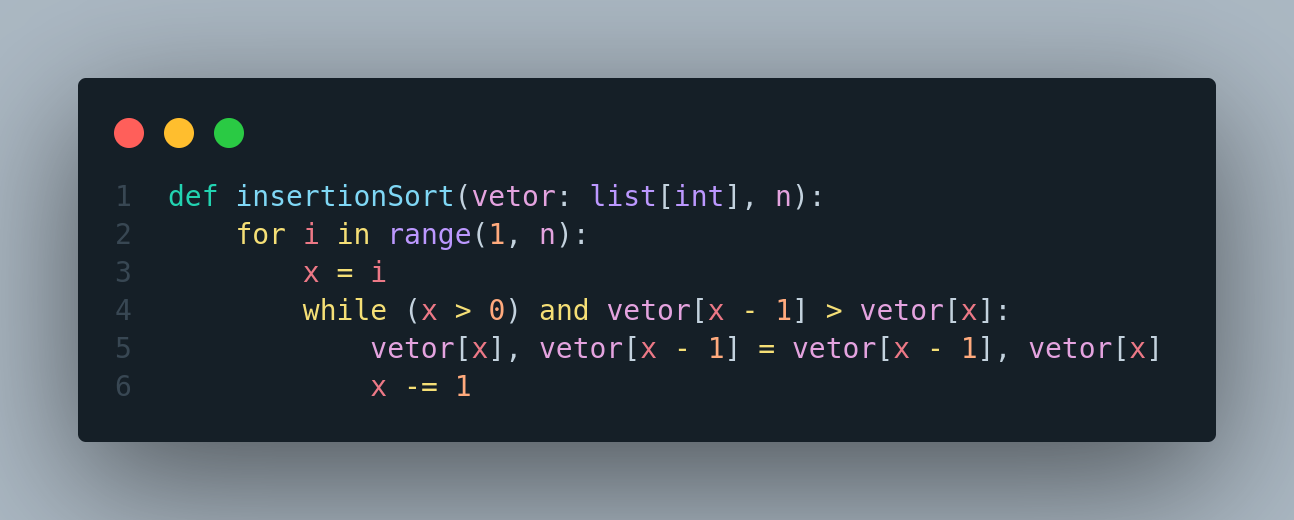 1 def insertionSort(vetor: list[int], n):
2     for i in range(1, n):
3         x = i
4         while (x > 0) and vetor[x - 1] > vetor[x]:
5             vetor[x], vetor[x - 1] = vetor[x - 1], vetor[x]
6             x -= 1